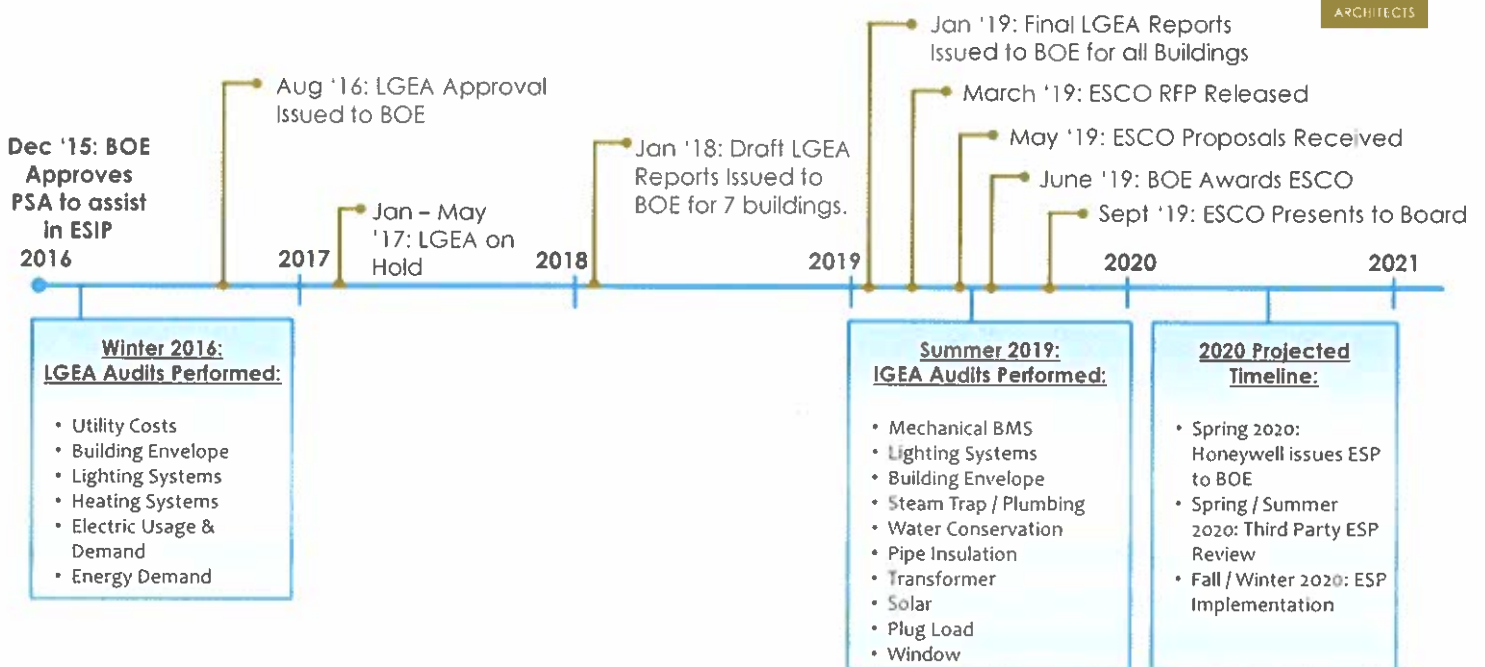 ARCHITECTS
Jan '19: Final LGEA Reports
Issued to BOE for all Buildings
Aug '16: LGEA Approval
Issued to BOE
March '19: ESCO RFP Released
May '19: ESCO Proposals Received
Dec '15: BOE
Approves
PSA to assist
in ESIP
Jan '18: Draft LGEA
Reports Issued to
BOE for 7 buildings.
June '19: BOE Awards ESCO
Jan – May
'17: LGEA on
Hold
Sept '19: ESCO Presents to Board
2016
2017
2018
2019
2020
2021
Winter 2016:
LGEA Audits Performed:
• Utility Costs
• Building Envelope
• Lighting Systems
• Heating Systems
• Electric Usage &
Demand
• Energy Demand
Summer 2019:
IGEA Audits Performed:
• Mechanical BMS
• Lighting Systems
• Building Envelope
• Steam Trap / Plumbing
• Water Conservation
• Pipe Insulation
• Transformer
• Solar
• Plug Load
• Window
2020 Projected
Timeline:
• Spring 2020:
Honeywell issues ESP
to BOE
• Spring / Summer
2020: Third Party ESP
Review
• Fall / Winter 2020: ESP
Implementation